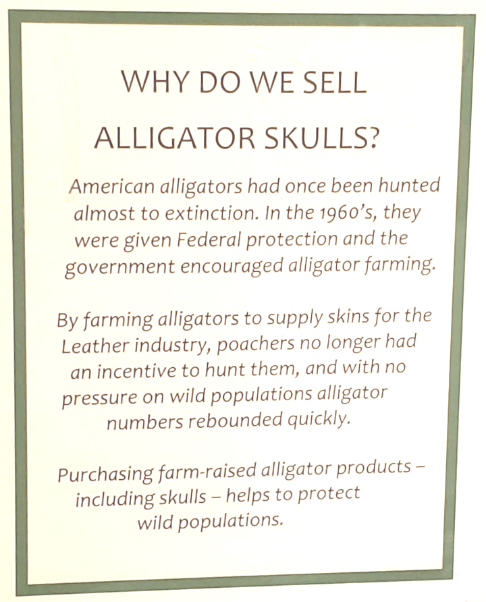 WHY DO WE SELL
ALLIGATOR SKULLS?
American alligators had once been hunted
almost to extinction. In the 1960's, they
were given Federal protection and the
government encouraged alligator farming.
By farming alligators to supply skins for the
Leather industry, poachers no longer had
an incentive to hunt them, and with no
pressure on wild populations alligator
numbers rebounded quickly.
Purchasing farm-raised alligator products –
including skulls – helps to protect
wild populations.